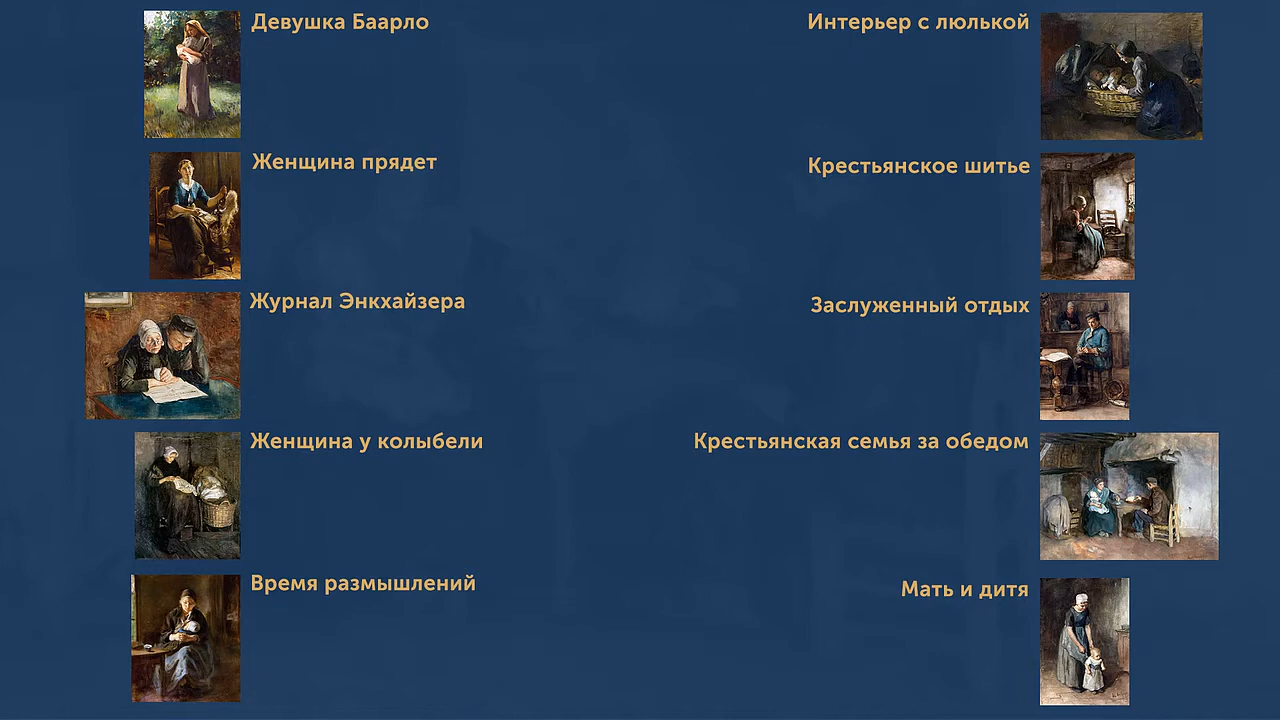 Девушка Баарло
Женщина прядет
Журнал Энкхайзера
Женщина у колыбели
Время размышлений
Интерьер с люлькой
Крестьянское шитье
Заслуженный отдых
Крестьянская семья за обедом
Мать и дитя